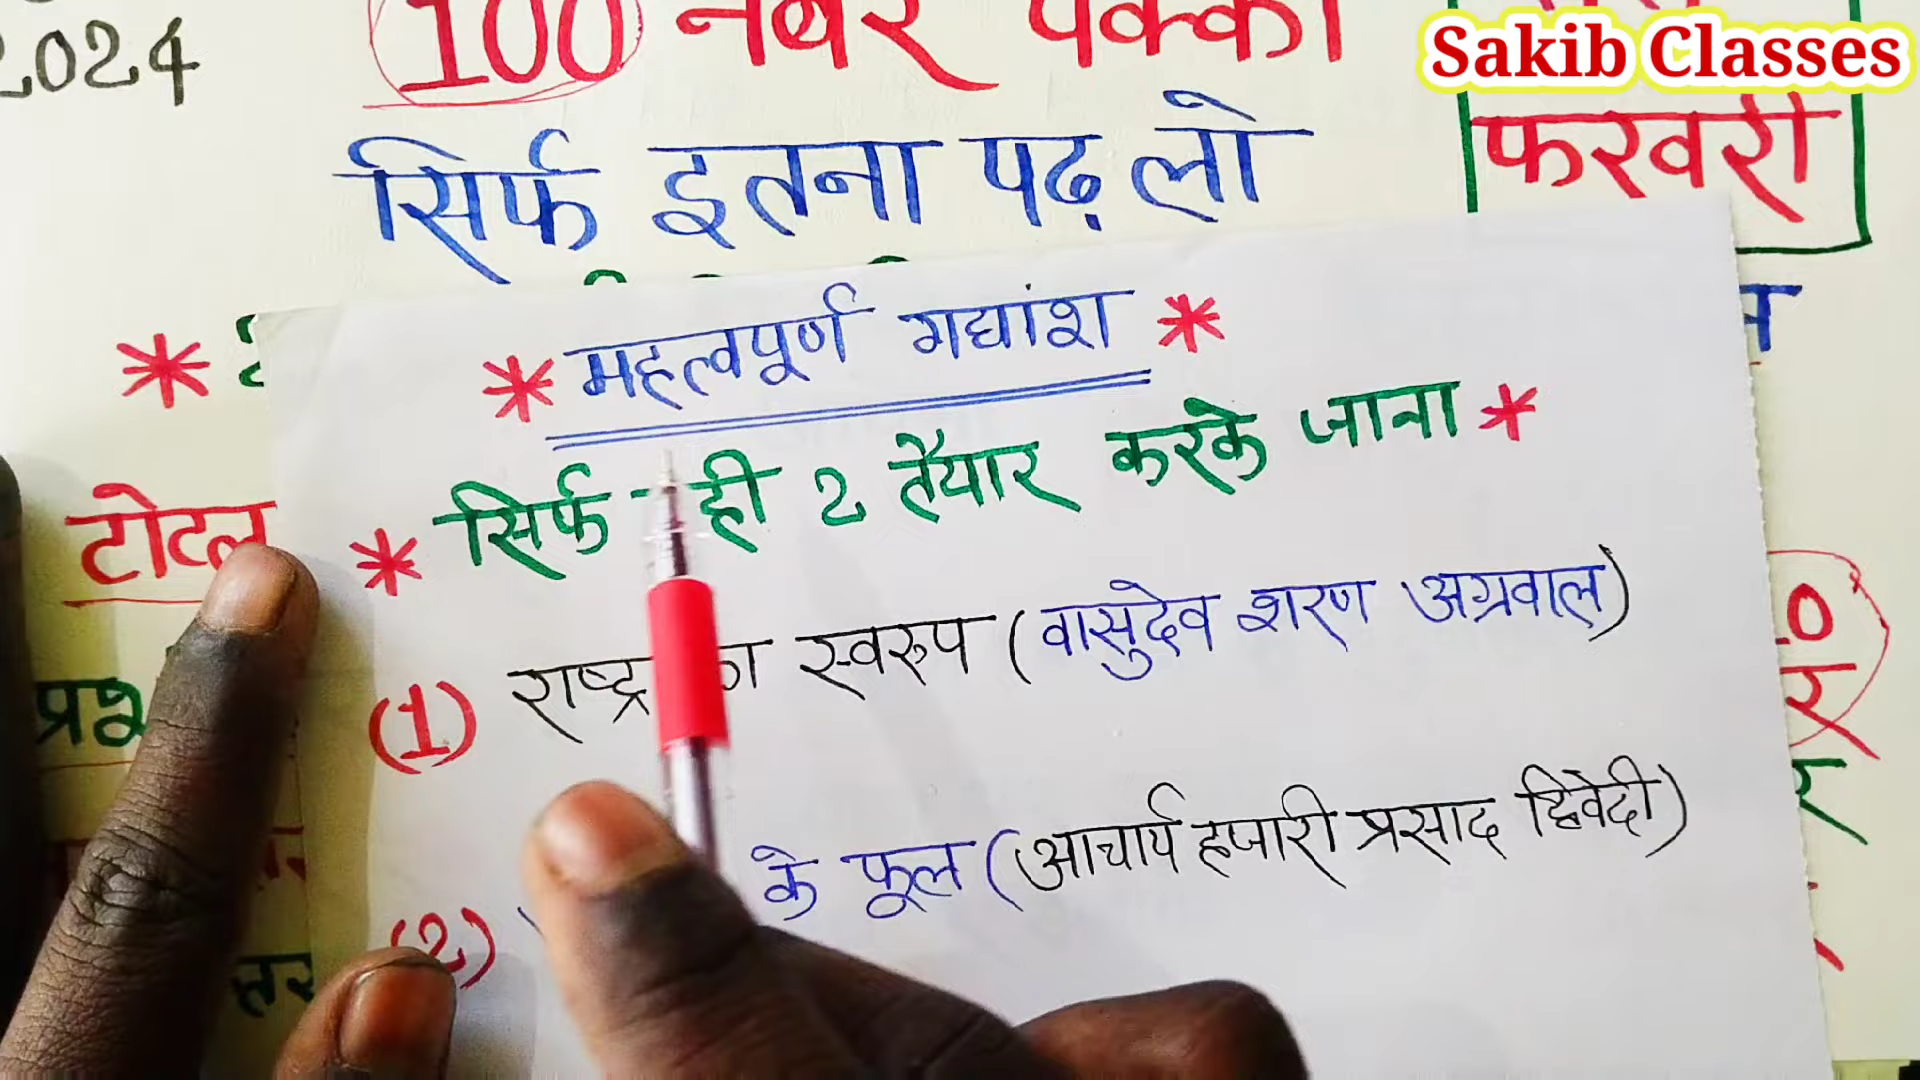 2024
100 नंबर पक्का
Sakib Classes
फरवरी
सिर्फ इतना पढ़ लो
* महत्वपूर्ण गद्यांश *
* सिर्फ ही 2 तैयार करके जाना *
टोटल
(1) राष्ट्र का स्वरुप (वासुदेव शरण अग्रवाल)
(2) के फूल (आचार्य हजारी प्रसाद द्विवेदी)